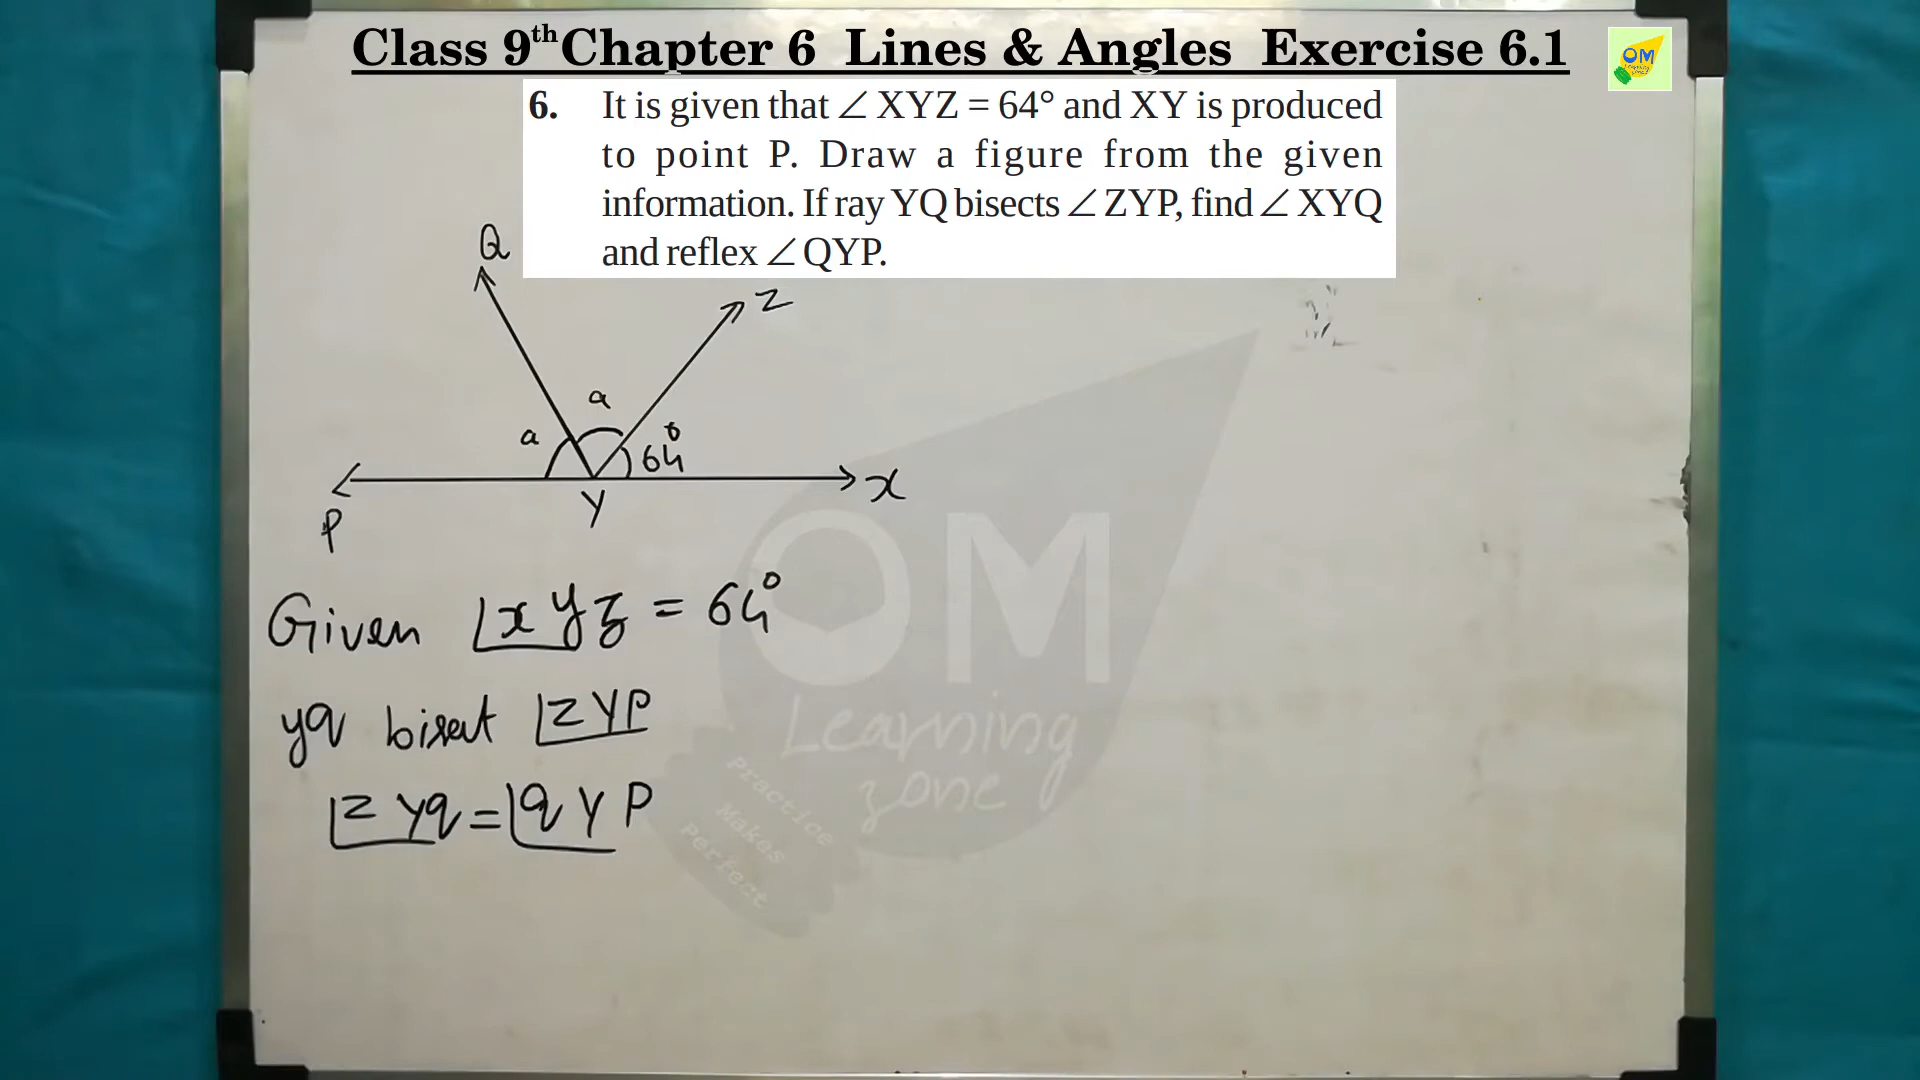 Class 9th Chapter 6 Lines & Angles Exercise 6.1
OM
6. It is given that ∠XYZ = 64° and XY is produced
to point P. Draw a figure from the given
information. If ray YQ bisects ∠ZYP, find ∠XYQ
and reflex ∠QYP.
Q
Z
a
a
64°
P
Y
x
Given ∠xyz = 64°
yq bisect ∠ZYP
∠ZYq = ∠qYP
OM
Learning
zone
Practice
Makes
Perfect